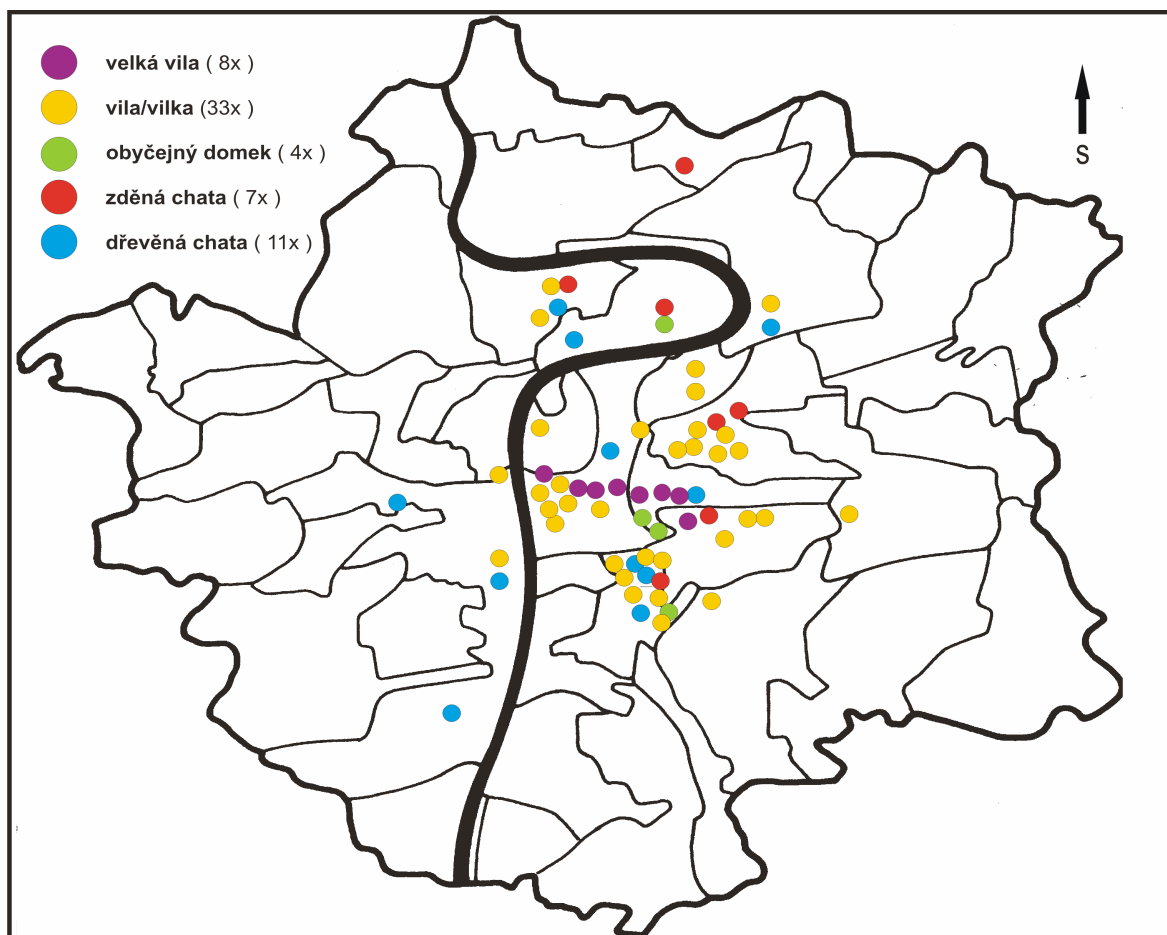 velká vila ( 8x )
vila/vilka (33x)
obyčejný domek ( 4x )
zděná chata ( 7x )
dřevěná chata ( 11x )
S